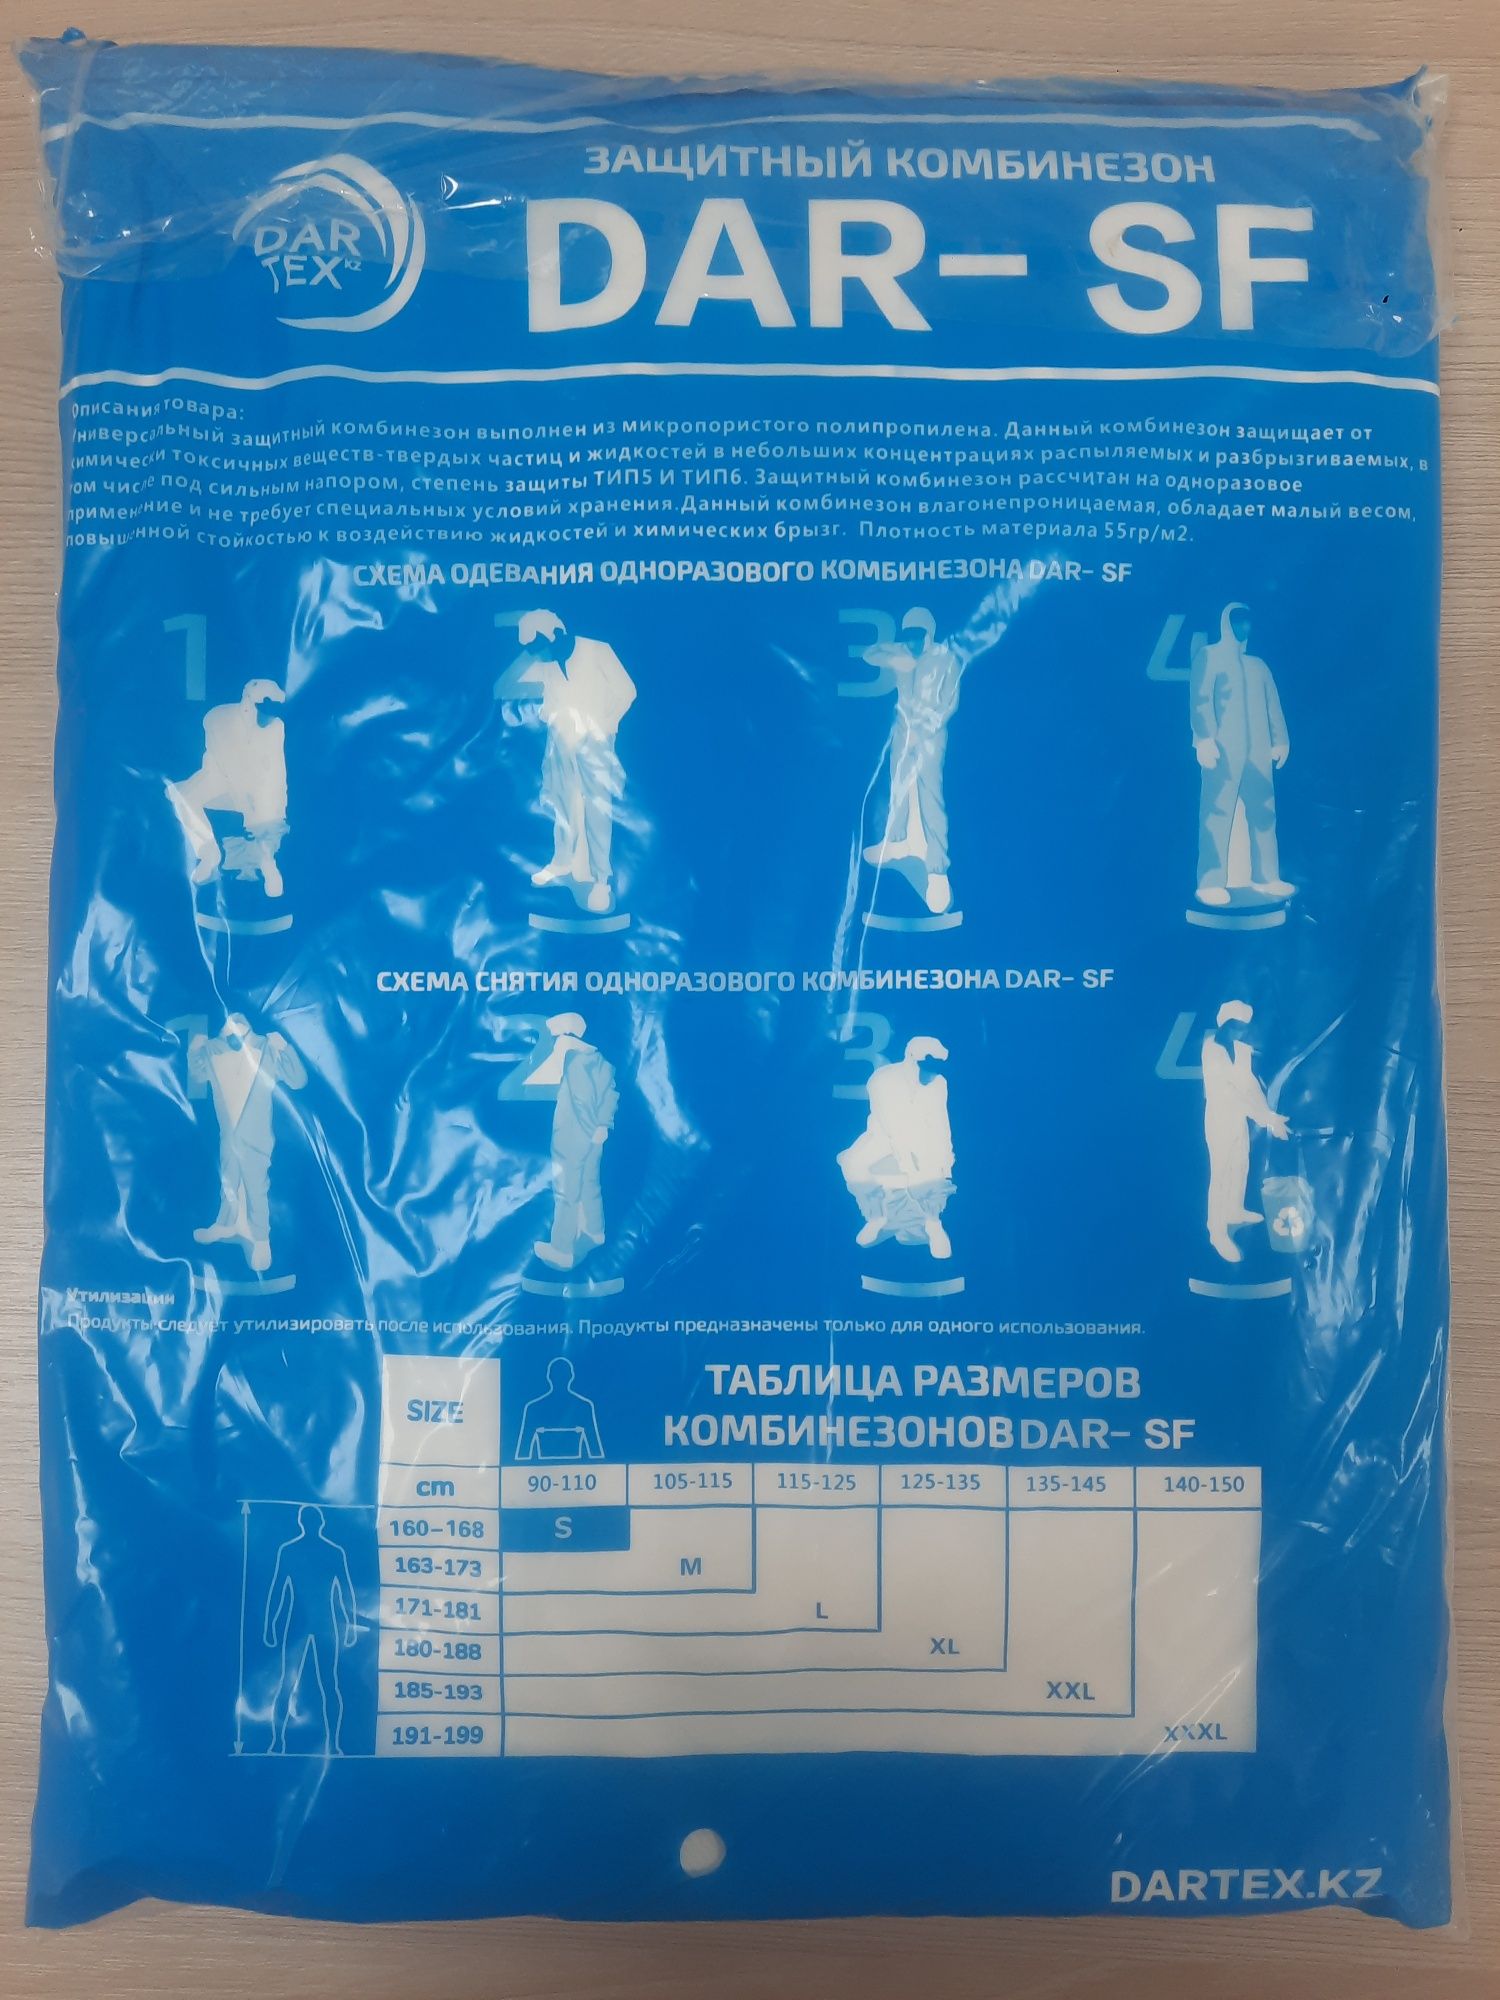 ЗАЩИТНЫЙ КОМБИНЕЗОН
DAR
TEX KZ
DAR- SF
Описания товара:
Универсальный защитный комбинезон выполнен из микропористого полипропилена. Данный комбинезон защищает от
химически токсичных веществ-твердых частиц и жидкостей в небольших концентрациях распыляемых и разбрызгиваемых, в
том числе под сильным напором, степень защиты ТИП5 И ТИП6. Защитный комбинезон рассчитан на одноразовое
применение и не требует специальных условий хранения.Данный комбинезон влагонепроницаемая, обладает малый весом,
повышенной стойкостью к воздействию жидкостей и химических брызг. Плотность материала 55гр/м2.
СХЕМА ОДЕВАНИЯ ОДНОРАЗОВОГО КОМБИНЕЗОНА DAR- SF
1 2 3 4
СХЕМА СНЯТИЯ ОДНОРАЗОВОГО КОМБИНЕЗОНА DAR- SF
1 2 3 4
Утилизации
Продукты следует утилизировать после использования. Продукты предназначены только для одного использования.
ТАБЛИЦА РАЗМЕРОВ
КОМБИНЕЗОНОВ DAR- SF
SIZE
cm 90-110 105-115 115-125 125-135 135-145 140-150
160-168 S
163-173 M
171-181 L
180-188 XL
185-193 XXL
191-199 XXXL
DARTEX.KZ